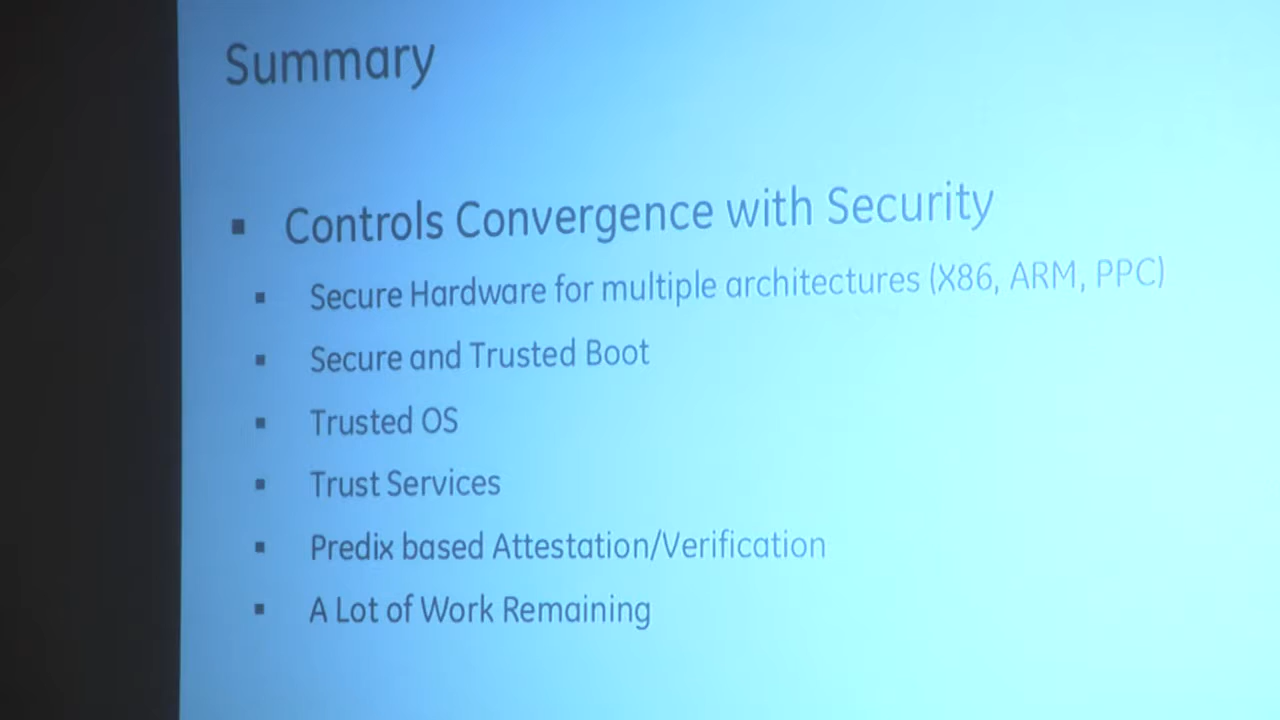 Summary
Controls Convergence with Security
Secure Hardware for multiple architectures (X86, ARM, PPC)
Secure and Trusted Boot
Trusted OS
Trust Services
Predix based Attestation/Verification
A Lot of Work Remaining